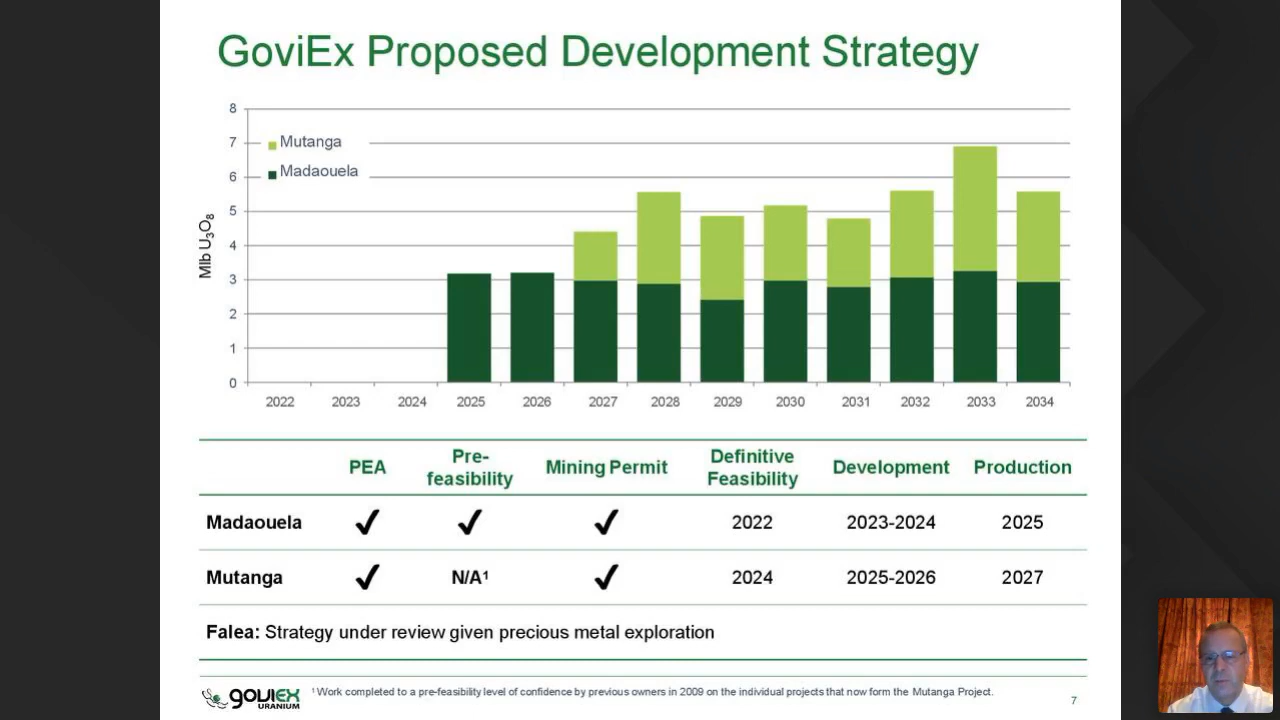 GoviEx Proposed Development Strategy
8
7
6
5
4
3
2
1
0
Mlb U₃O₈
Mutanga
Madaouela
2022 2023 2024 2025 2026 2027 2028 2029 2030 2031 2032 2033 2034
PEA Pre-feasibility Mining Permit Definitive Feasibility Development Production
Madaouela ✓ ✓ ✓ 2022 2023-2024 2025
Mutanga ✓ N/A¹ ✓ 2024 2025-2026 2027
Falea: Strategy under review given precious metal exploration
goviex
URANIUM
¹ Work completed to a pre-feasibility level of confidence by previous owners in 2009 on the individual projects that now form the Mutanga Project.
7